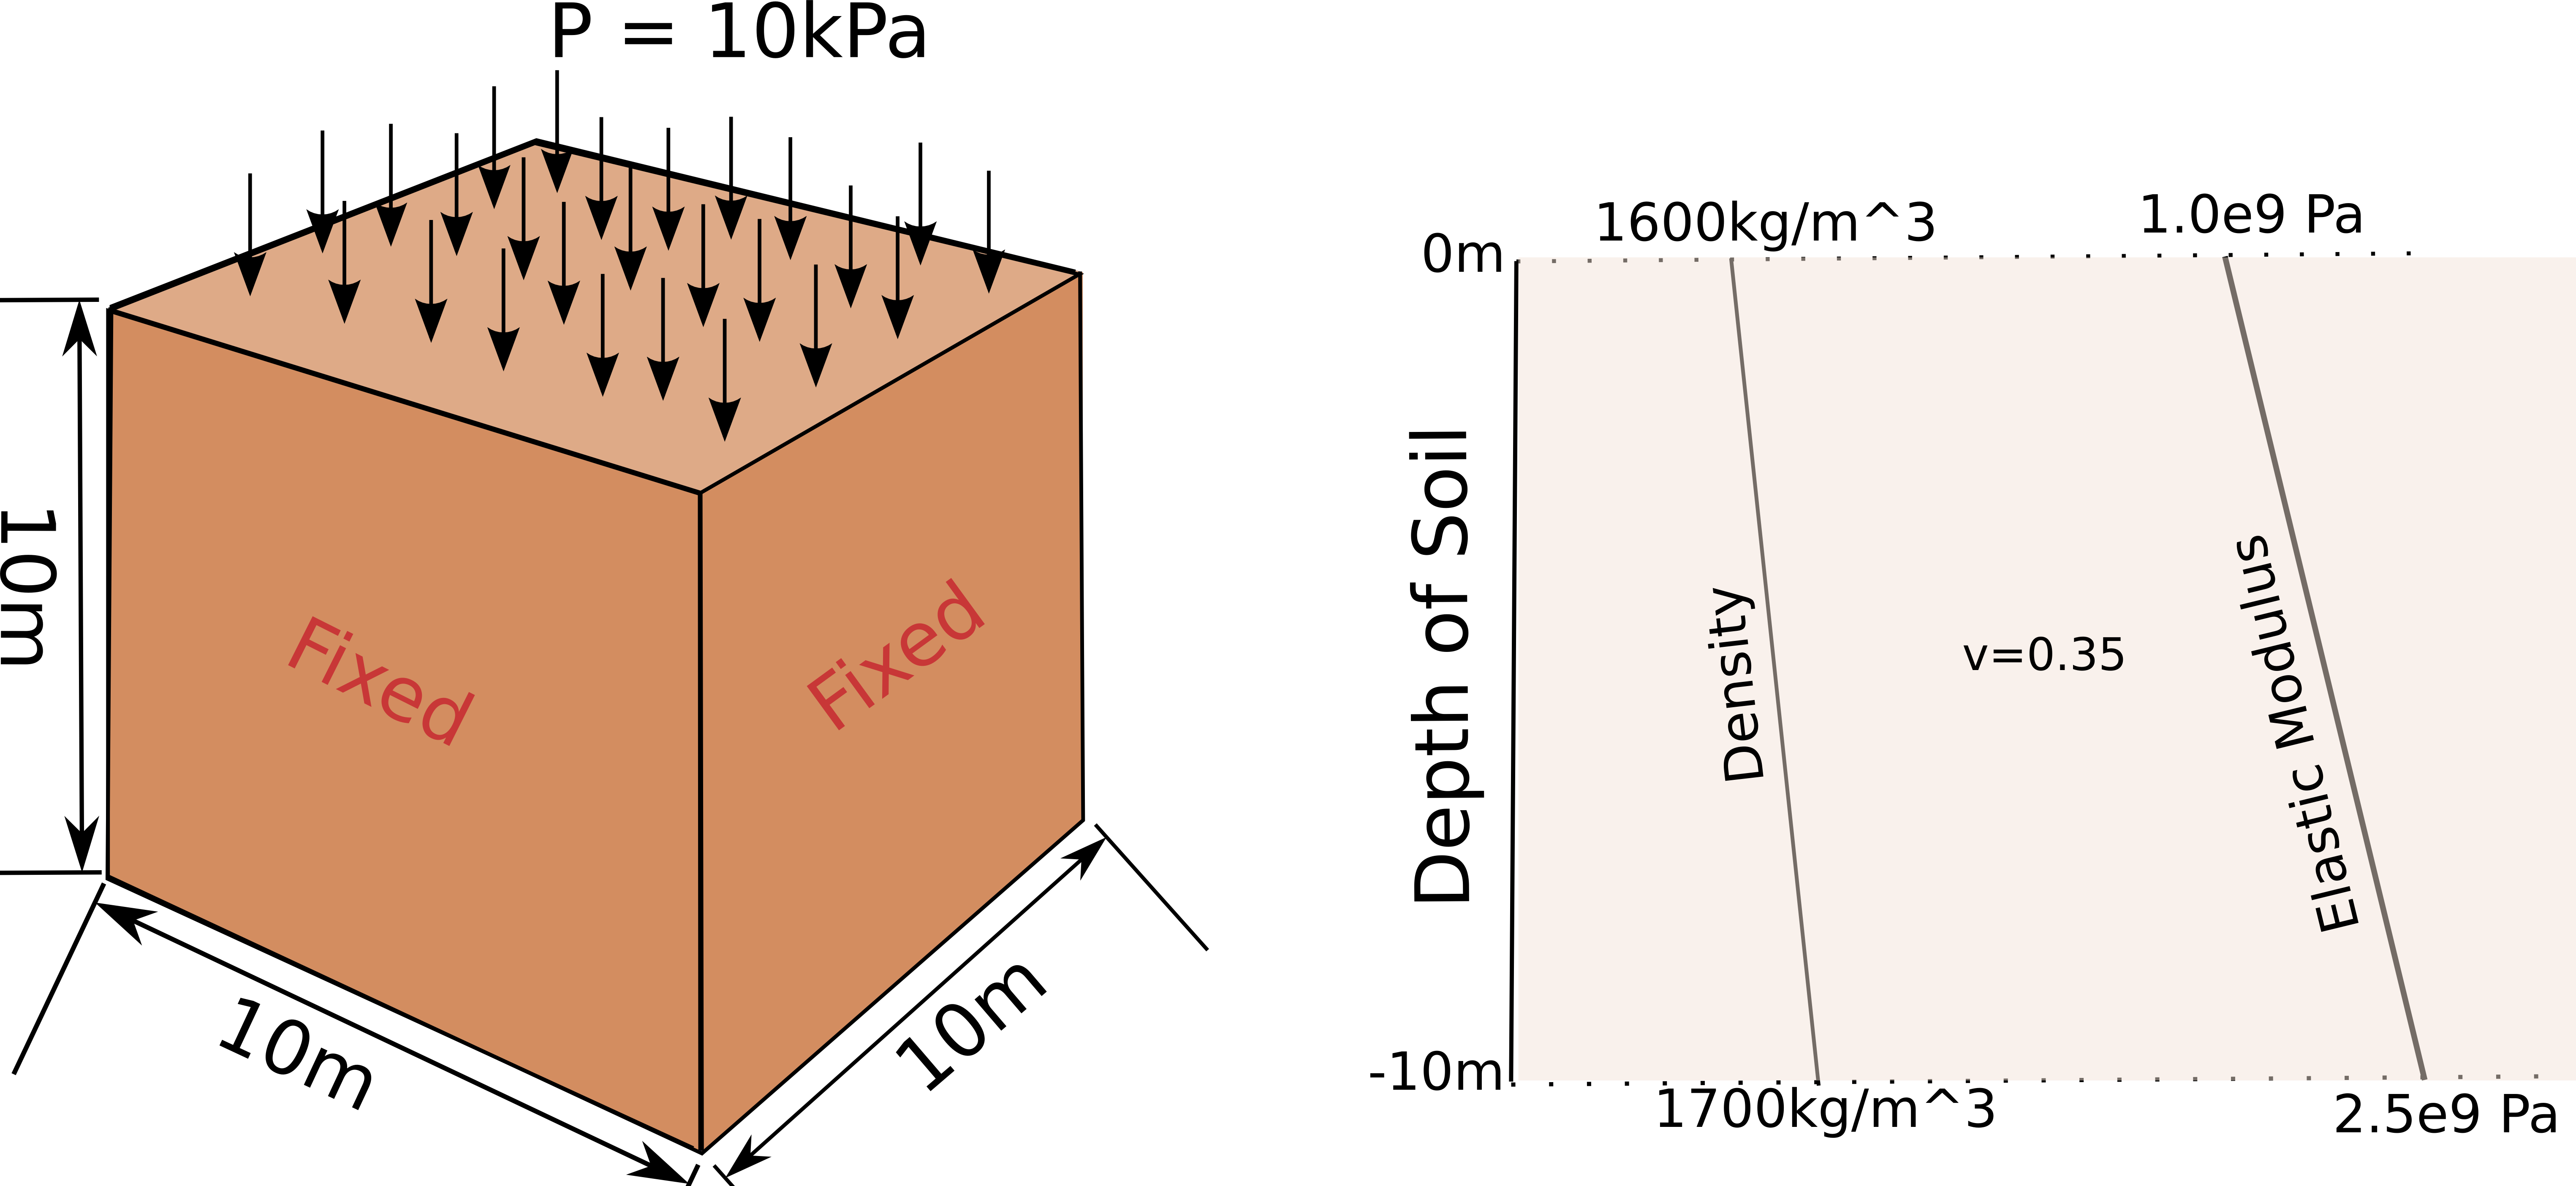 P = 10kPa
10m
Fixed
Fixed
10m
10m
1600kg/m^3
1.0e9 Pa
0m
Depth of Soil
Density
v=0.35
Elastic Modulus
-10m
1700kg/m^3
2.5e9 Pa